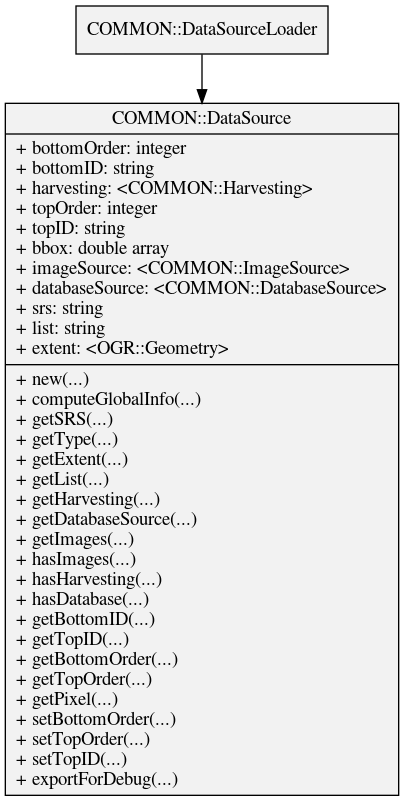 COMMON::DataSourceLoader
COMMON::DataSource
+ bottomOrder: integer
+ bottomID: string
+ harvesting: <COMMON::Harvesting>
+ topOrder: integer
+ topID: string
+ bbox: double array
+ imageSource: <COMMON::ImageSource>
+ databaseSource: <COMMON::DatabaseSource>
+ srs: string
+ list: string
+ extent: <OGR::Geometry>
+ new(...)
+ computeGlobalInfo(...)
+ getSRS(...)
+ getType(...)
+ getExtent(...)
+ getList(...)
+ getHarvesting(...)
+ getDatabaseSource(...)
+ getImages(...)
+ hasImages(...)
+ hasHarvesting(...)
+ hasDatabase(...)
+ getBottomID(...)
+ getTopID(...)
+ getBottomOrder(...)
+ getTopOrder(...)
+ getPixel(...)
+ setBottomOrder(...)
+ setTopOrder(...)
+ setTopID(...)
+ exportForDebug(...)